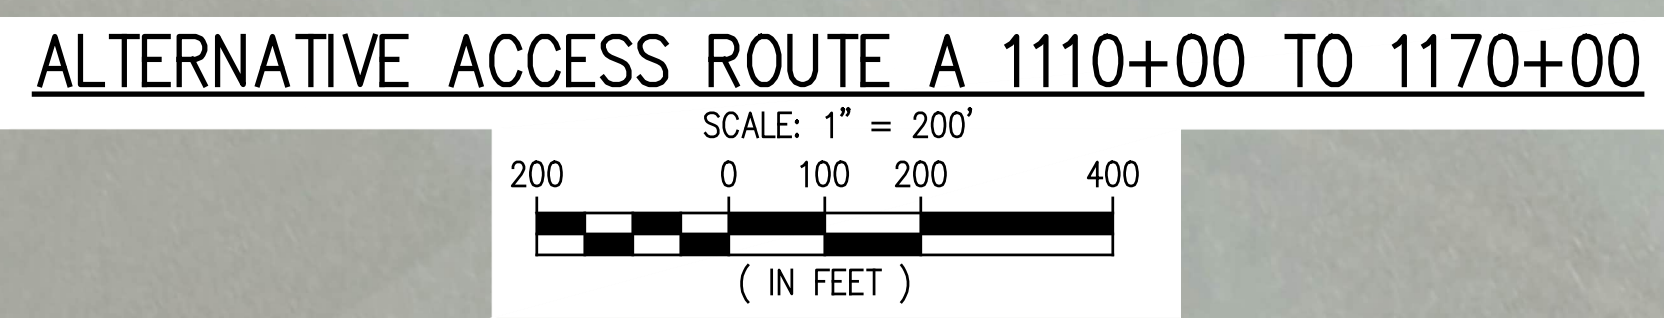 ALTERNATIVE ACCESS ROUTE A 1110+00 TO 1170+00
SCALE: 1" = 200'
200 0 100 200 400
( IN FEET )